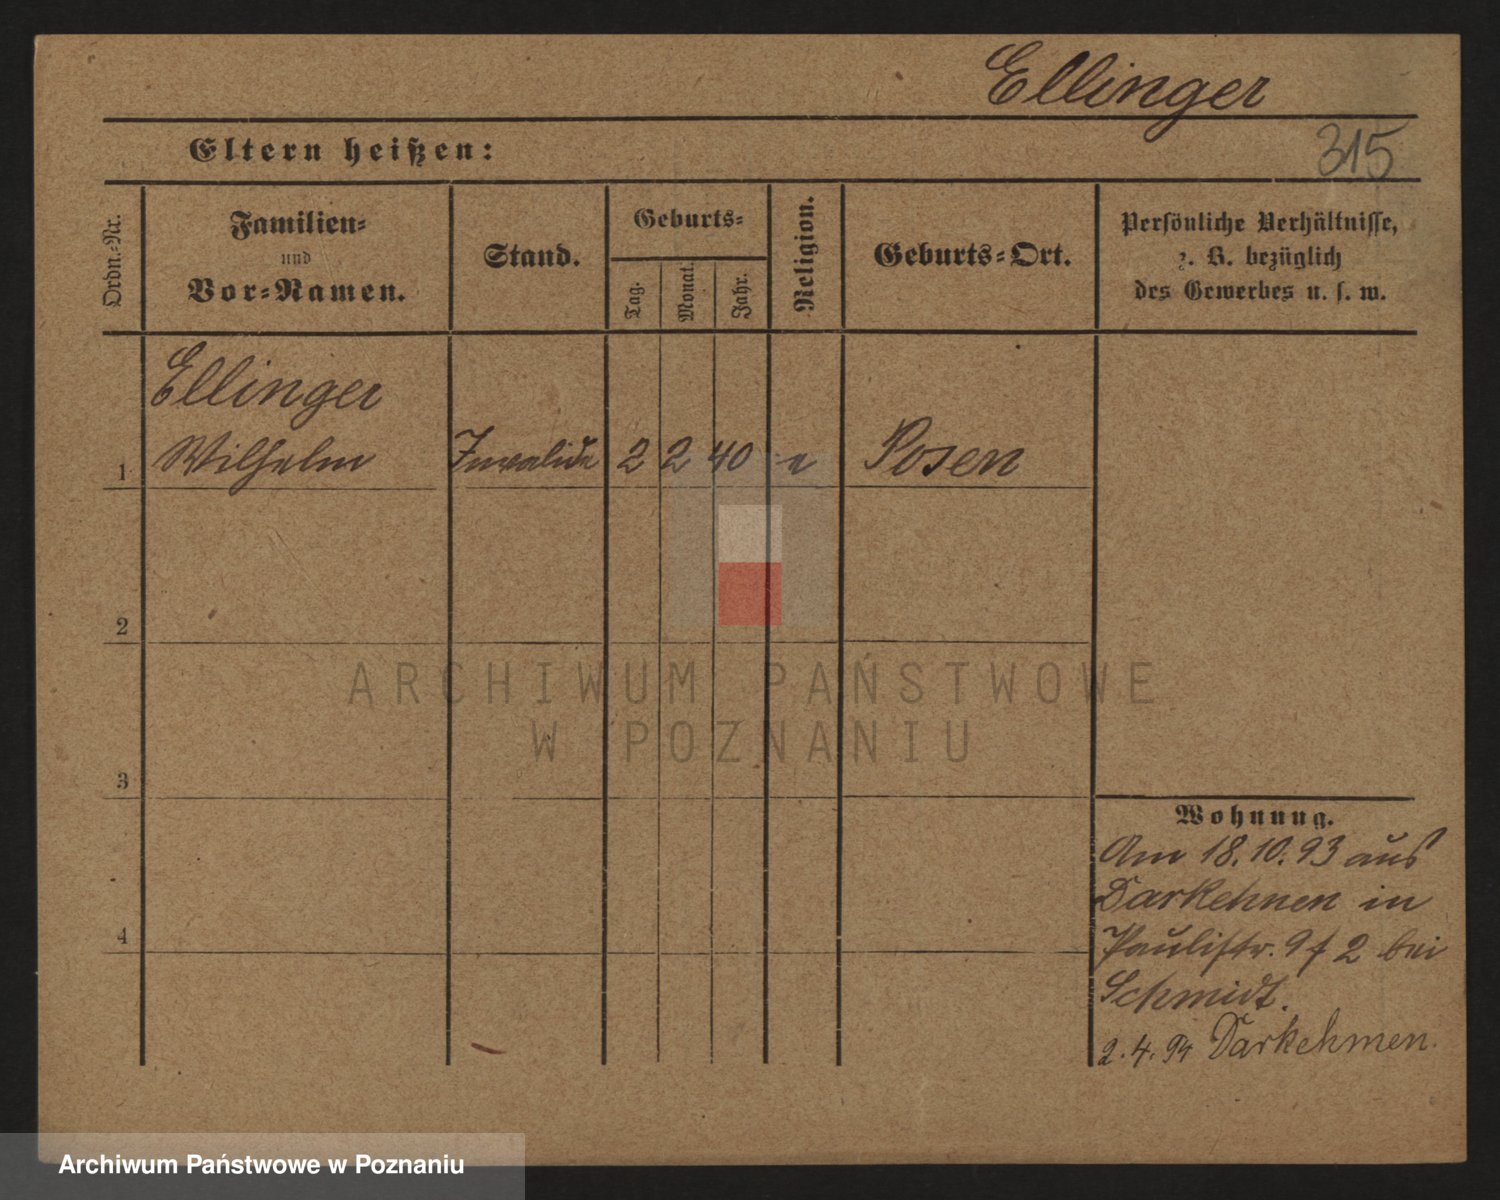 Ellinger
Eltern heißen:
315
Ordn.-Nr.
Familien-
und
Vor-Namen.
Stand.
Geburts-
Tag.
Monat.
Jahr.
Religion.
Geburts-Ort.
Persönliche Verhältnisse,
z. B. bezüglich
des Gewerbes u. s. w.
Ellinger
1 Wilhelm Invalide 2 2 40 e Posen
2
ARCHIWUM PAŃSTWOWE
W POZNANIU
3
Wohnung.
Am 18.10.93 aus
Darkehnen in
4
Paulistr. 9 f 2 bei
Schmidt.
2.4.94 Darkehmen.
Archiwum Państwowe w Poznaniu